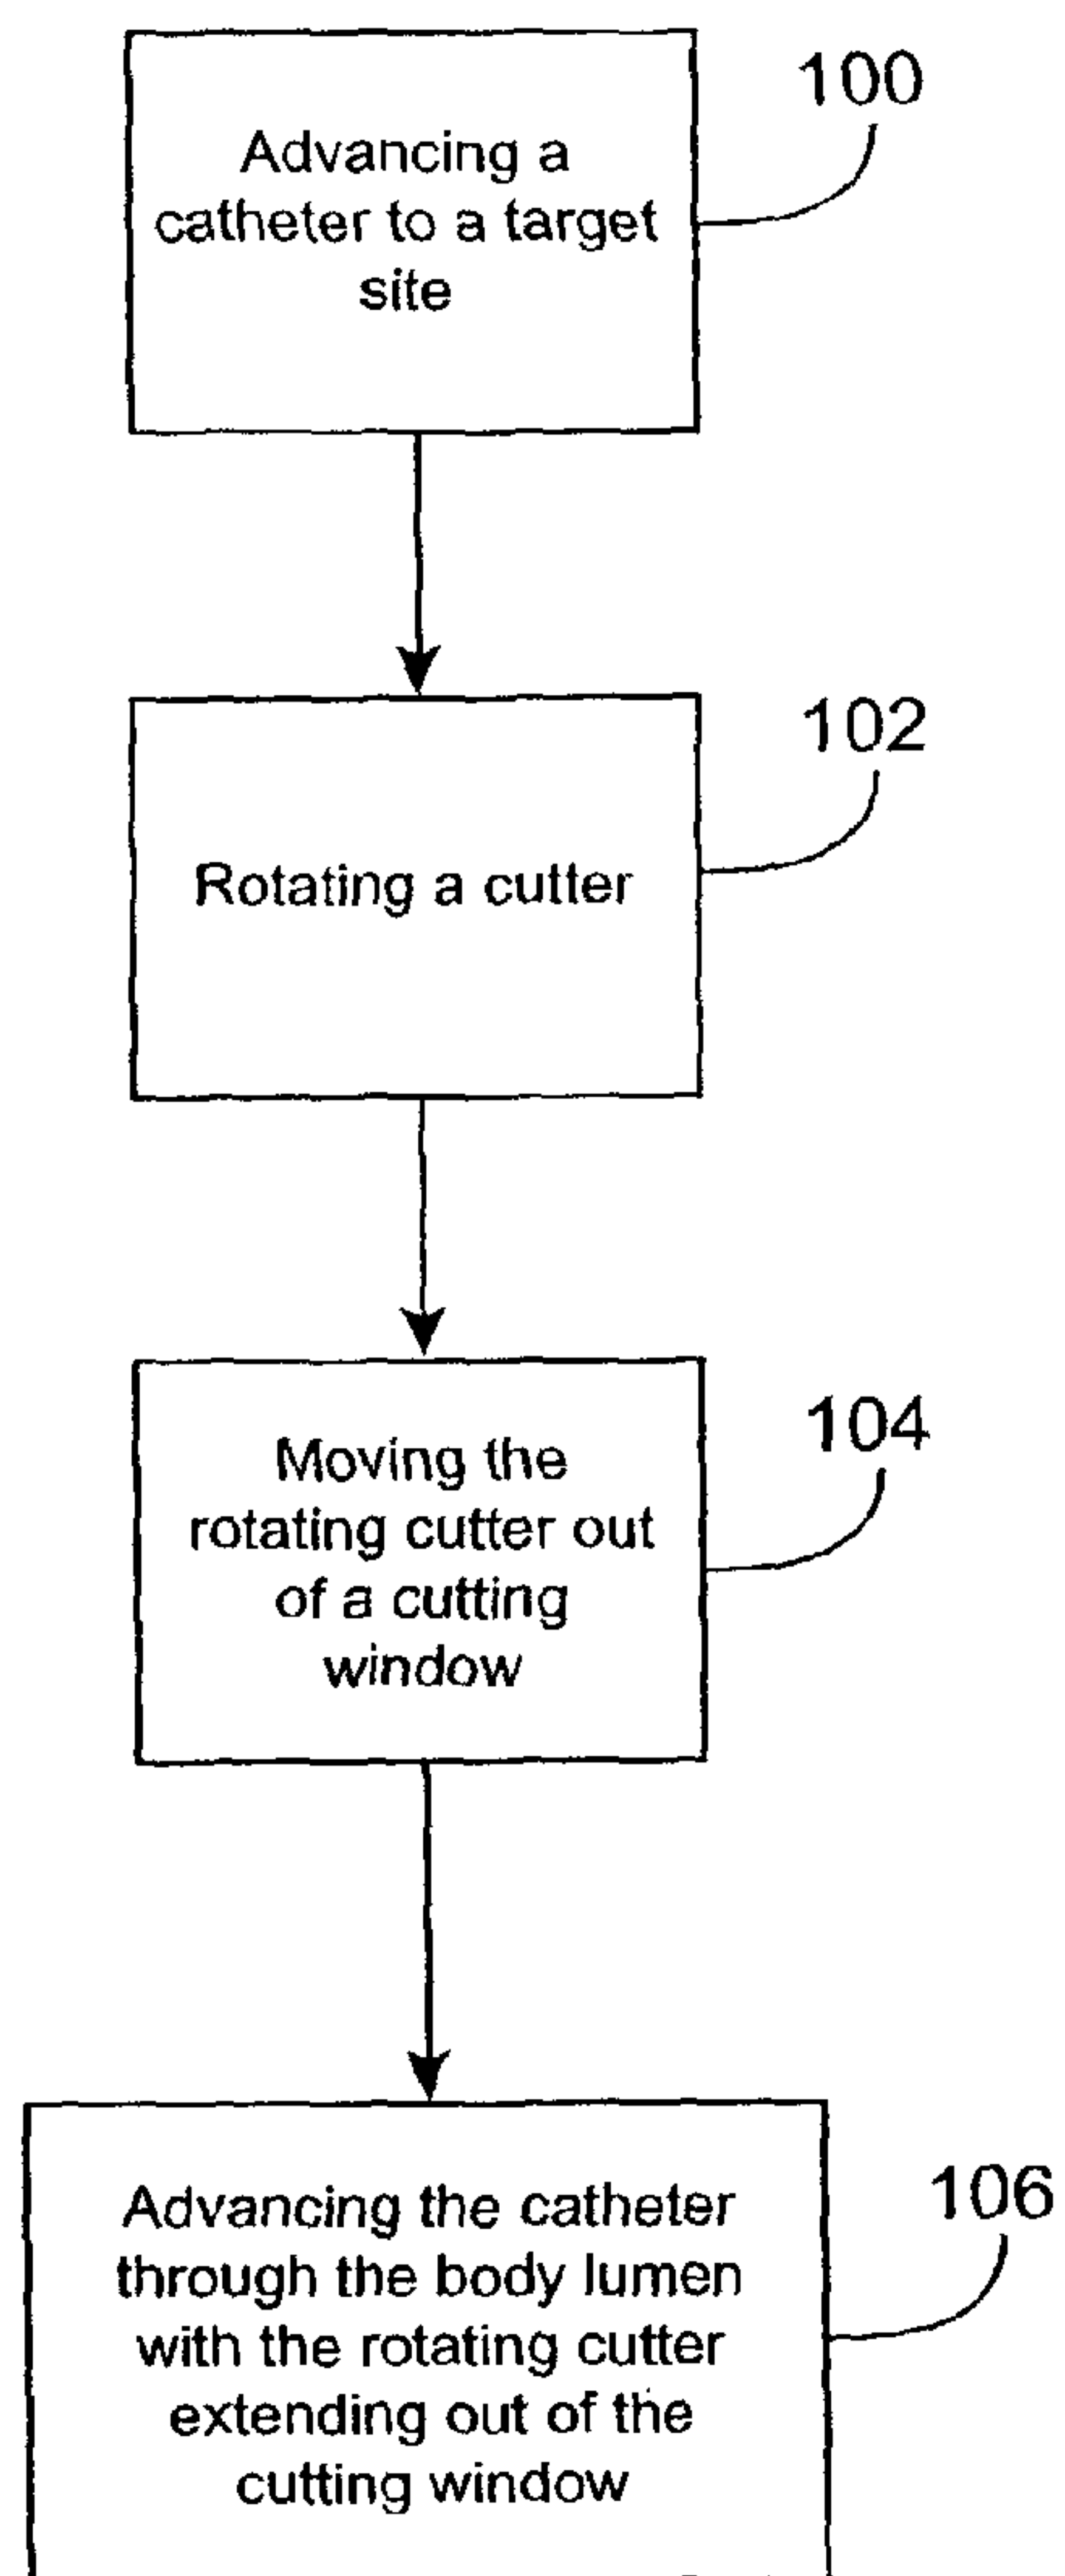 100
Advancing a
catheter to a target
site
102
Rotating a cutter
104
Moving the
rotating cutter out
of a cutting
window
106
Advancing the catheter
through the body lumen
with the rotating cutter
extending out of the
cutting window